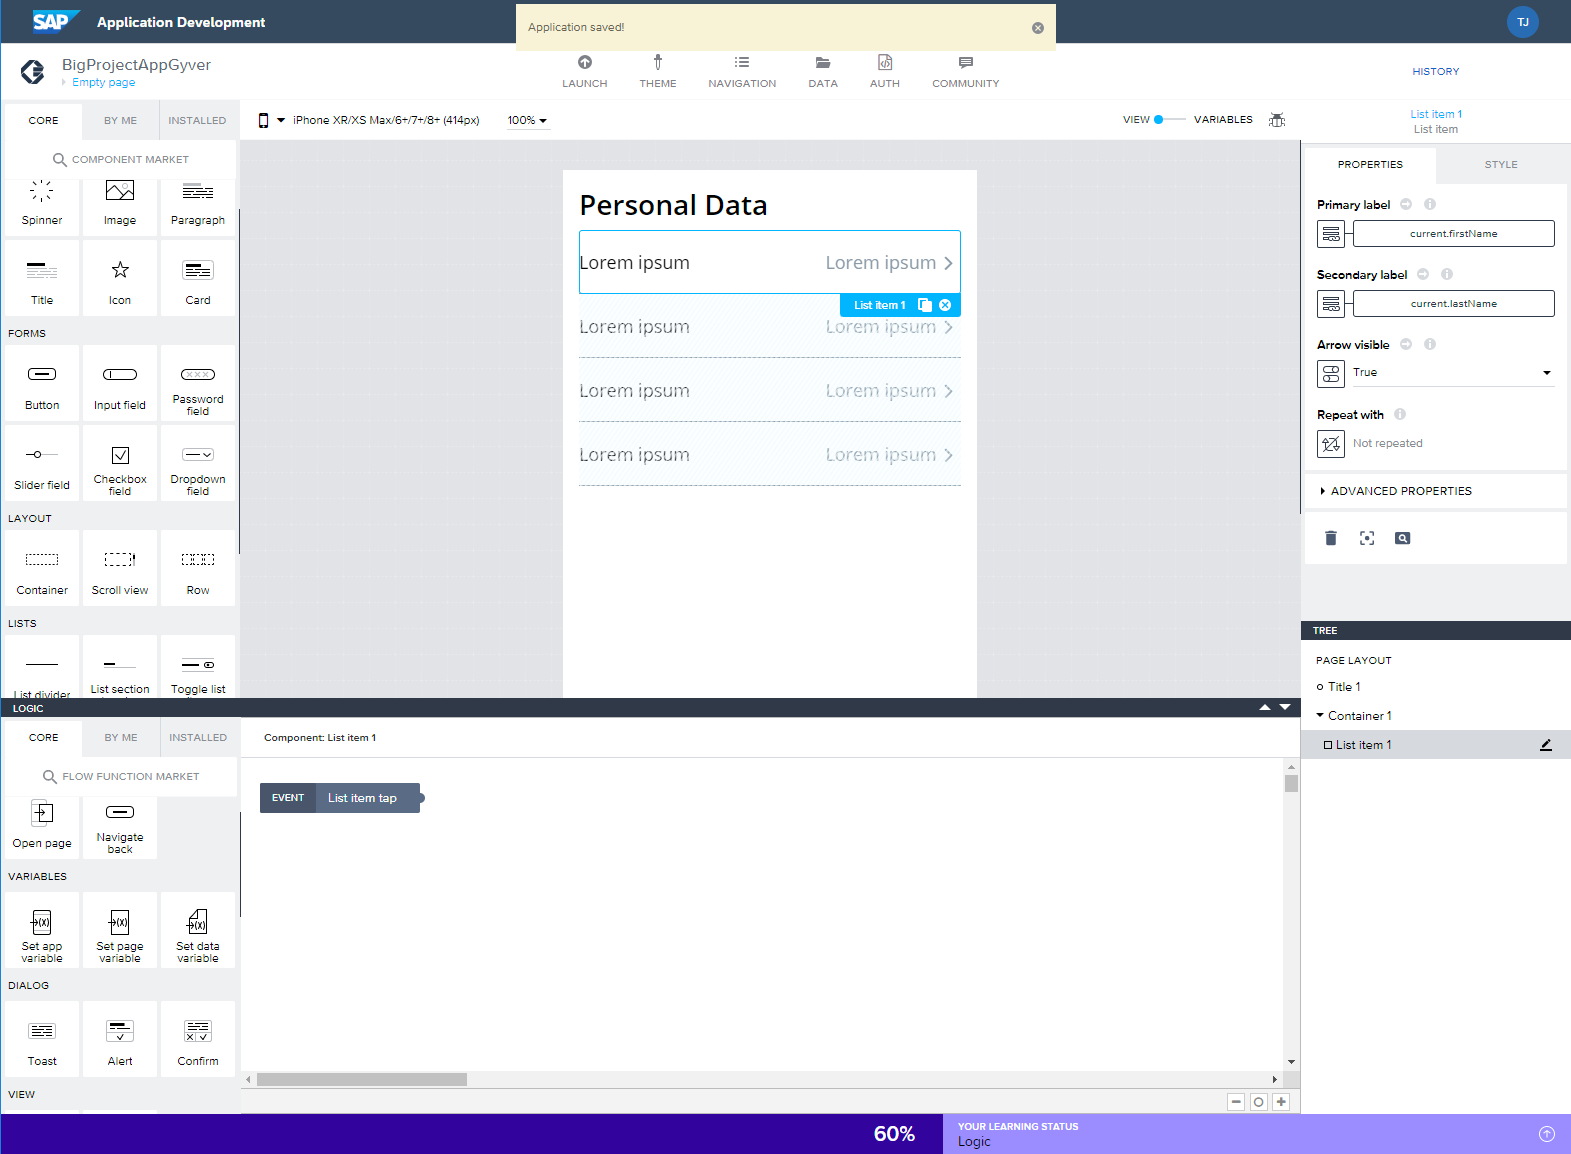 SAP Application Development
Application saved!
TJ
BigProjectAppGyver
Empty page
LAUNCH THEME NAVIGATION DATA AUTH COMMUNITY
HISTORY
CORE BY ME INSTALLED
iPhone XR/XS Max/6+/7+/8+ (414px) 100%
VIEW VARIABLES
List item 1
List item
COMPONENT MARKET
Spinner Image Paragraph
Title Icon Card
FORMS
Button Input field Password field
Slider field Checkbox field Dropdown field
LAYOUT
Container Scroll view Row
LISTS
List divider List section Toggle list
Personal Data
Lorem ipsum Lorem ipsum
List item 1
Lorem ipsum Lorem ipsum
Lorem ipsum Lorem ipsum
Lorem ipsum Lorem ipsum
PROPERTIES STYLE
Primary label
current.firstName
Secondary label
current.lastName
Arrow visible
True
Repeat with
Not repeated
ADVANCED PROPERTIES
TREE
PAGE LAYOUT
Title 1
Container 1
List item 1
LOGIC
CORE BY ME INSTALLED
Component: List item 1
FLOW FUNCTION MARKET
EVENT List item tap
Open page Navigate back
VARIABLES
Set app variable Set page variable Set data variable
DIALOG
Toast Alert Confirm
VIEW
60%
YOUR LEARNING STATUS
Logic